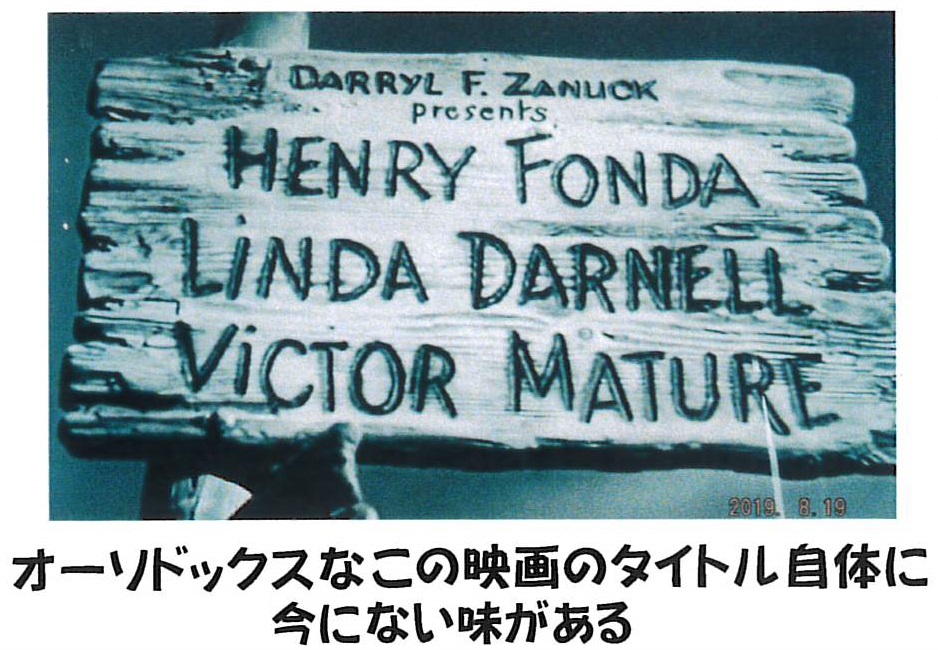 DARRYL F. ZANUCK
presents
HENRY FONDA
LiNDA DARNELL
ViCTOR MATURE
2019. 8.19
オーソドックスなこの映画のタイトル自体に
今にない味がある